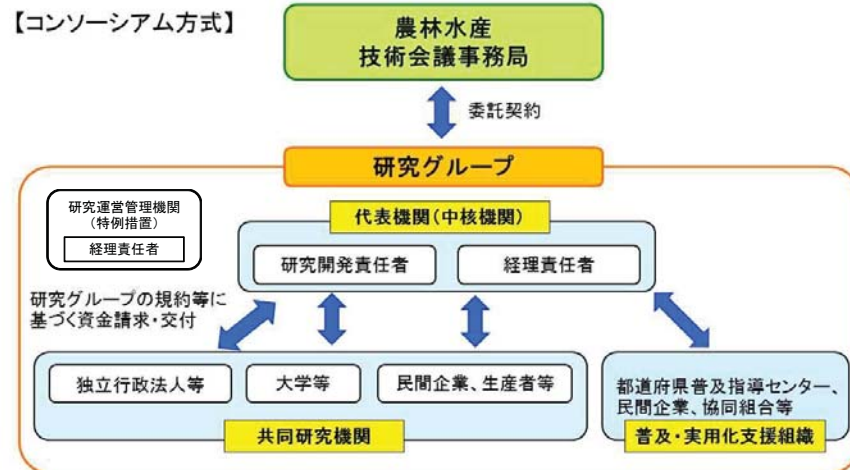 【コンソーシアム方式】
農林水産
技術会議事務局
委託契約
研究グループ
研究運営管理機関
(特例措置)
経理責任者
代表機関(中核機関)
研究開発責任者
経理責任者
研究グループの規約等に
基づく資金請求・交付
独立行政法人等
大学等
民間企業、生産者等
共同研究機関
都道府県普及指導センター、
民間企業、協同組合等
普及・実用化支援組織